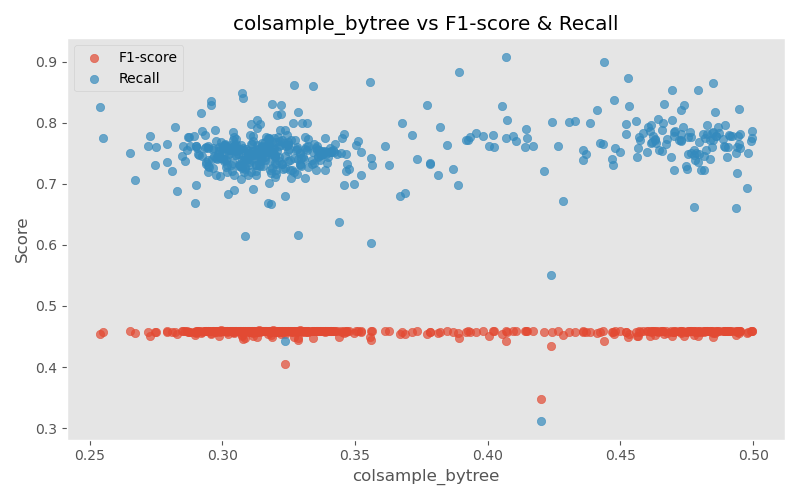 colsample_bytree vs F1-score & Recall
F1-score
Recall
Score
0.9
0.8
0.7
0.6
0.5
0.4
0.3
0.25
0.30
0.35
0.40
0.45
0.50
colsample_bytree